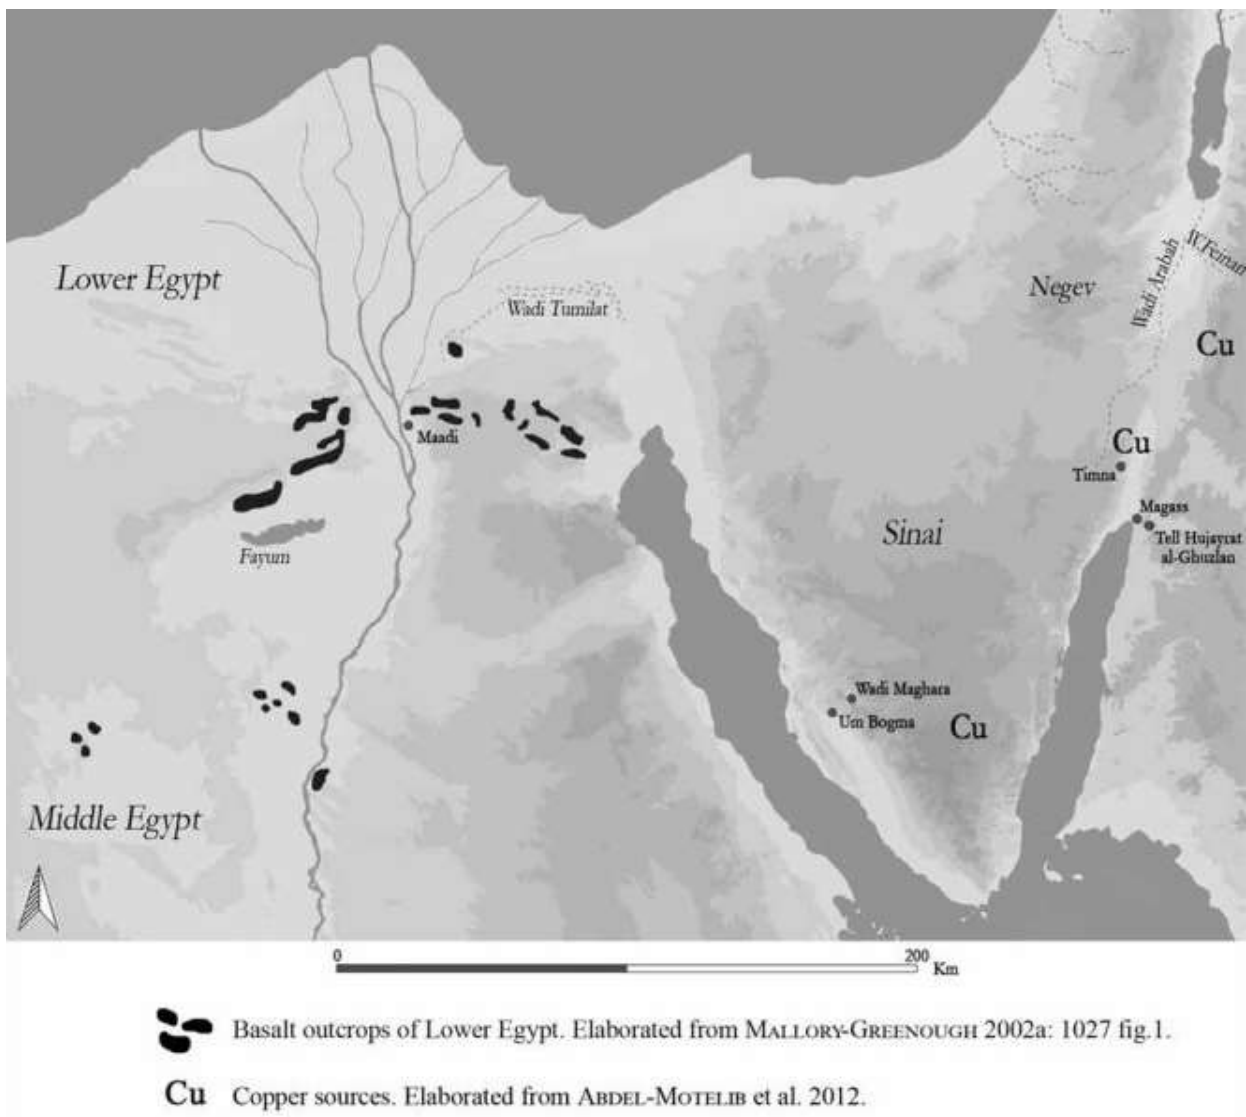 Lower Egypt
Wadi Tumilat
Negev
Wadi Arabah
W.Feinan
Cu
Maadi
Cu
Timna
Magass
Tell Hujayrat
al-Ghuzlan
Sinai
Fayum
Wadi Maghara
Um Bogma
Cu
Middle Egypt
0
200
Km
Basalt outcrops of Lower Egypt. Elaborated from MALLORY-GREENOUGH 2002a: 1027 fig.1.
Cu Copper sources. Elaborated from ABDEL-MOTELIB et al. 2012.